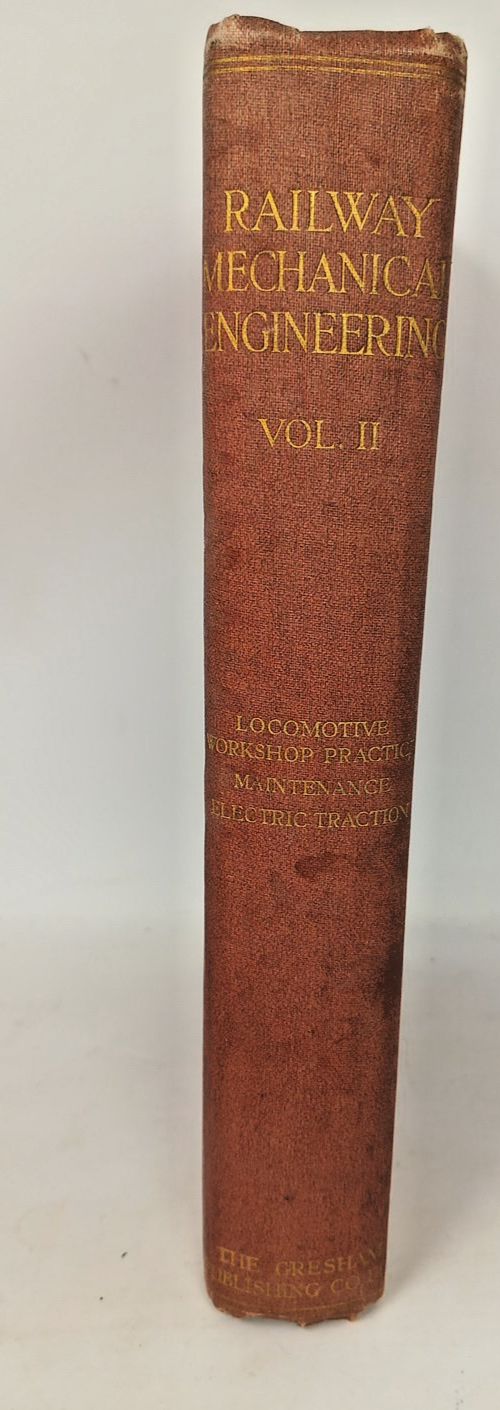 RAILWAY
MECHANICAL
ENGINEERING
VOL. II
LOCOMOTIVE
WORKSHOP PRACTICE
MAINTENANCE
ELECTRIC TRACTION
THE GRESHAM
PUBLISHING CO